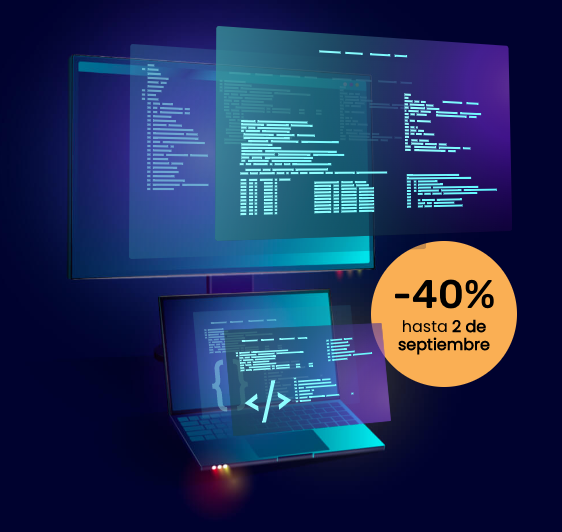 -40%
hasta 2 de
septiembre
{ }
</>